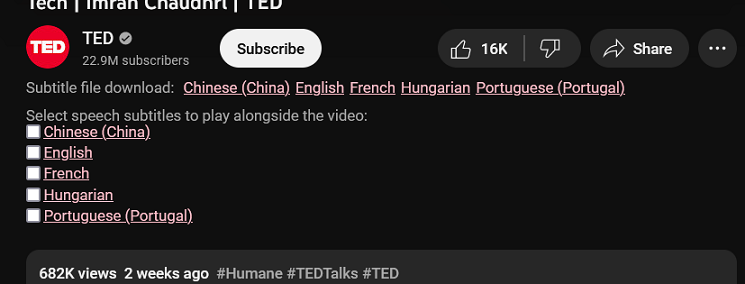 Tech | Imran Chaudhri | TED
TED
TED
22.9M subscribers
Subscribe
16K
Share
Subtitle file download: Chinese (China) English French Hungarian Portuguese (Portugal)
Select speech subtitles to play alongside the video:
Chinese (China)
English
French
Hungarian
Portuguese (Portugal)
682K views 2 weeks ago #Humane #TEDTalks #TED